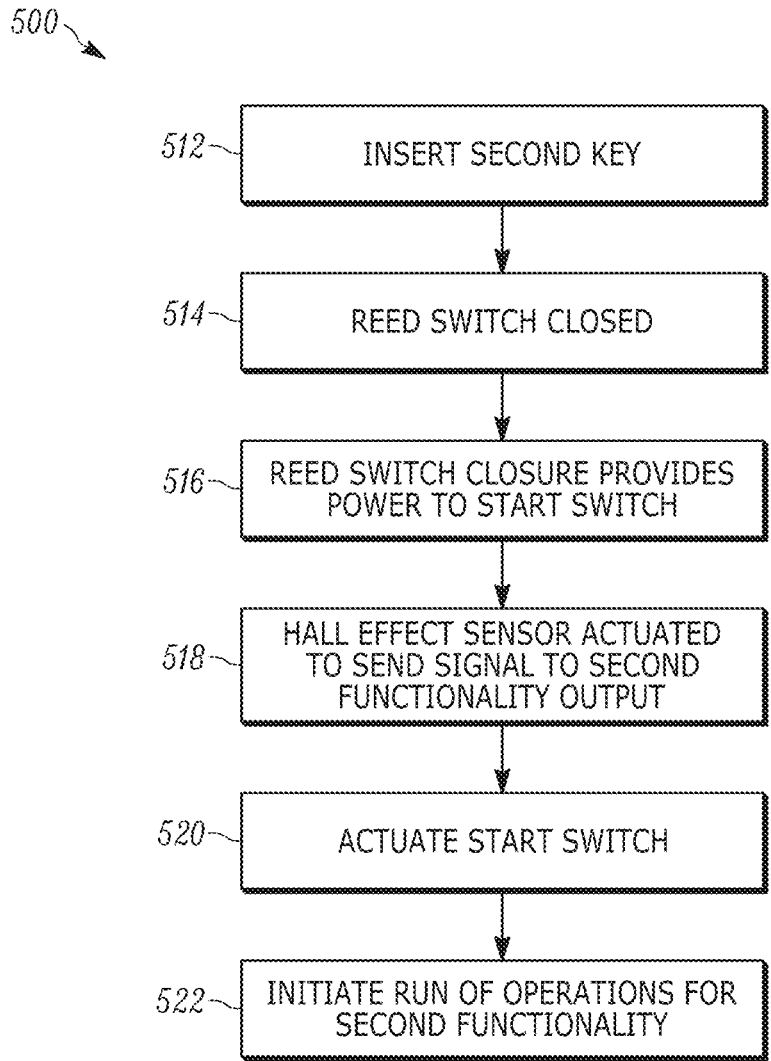 500
512
INSERT SECOND KEY
514
REED SWITCH CLOSED
516
REED SWITCH CLOSURE PROVIDES
POWER TO START SWITCH
518
HALL EFFECT SENSOR ACTUATED
TO SEND SIGNAL TO SECOND
FUNCTIONALITY OUTPUT
520
ACTUATE START SWITCH
522
INITIATE RUN OF OPERATIONS FOR
SECOND FUNCTIONALITY